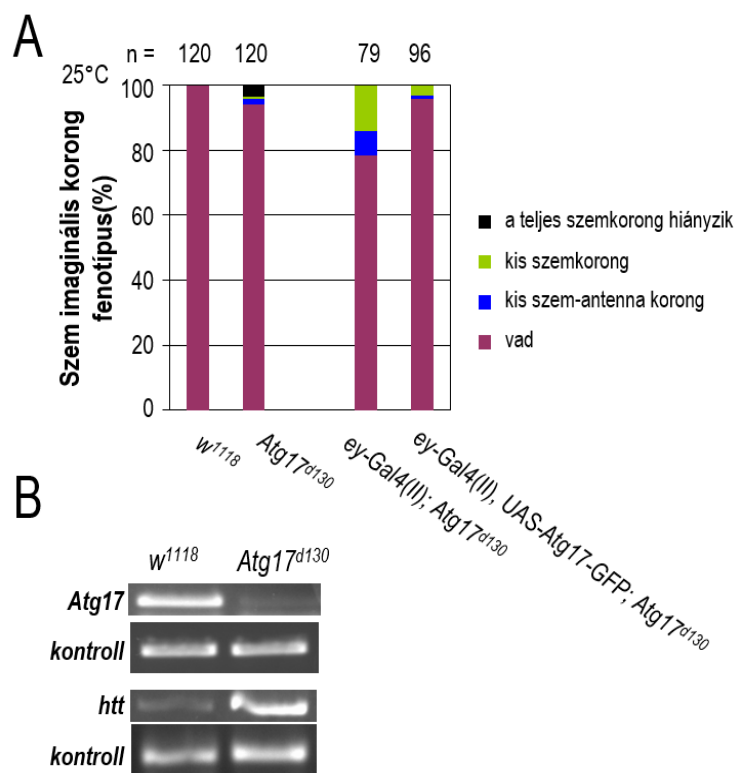 A
n = 120 120 79 96
25°C
Szem imaginális korong
fenotípus(%)
100
80
60
40
20
0
a teljes szemkorong hiányzik
kis szemkorong
kis szem-antenna korong
vad
w1118
Atg17d130
ey-Gal4(II); Atg17d130
ey-Gal4(II), UAS-Atg17-GFP; Atg17d130
B
w1118 Atg17d130
Atg17
kontroll
htt
kontroll